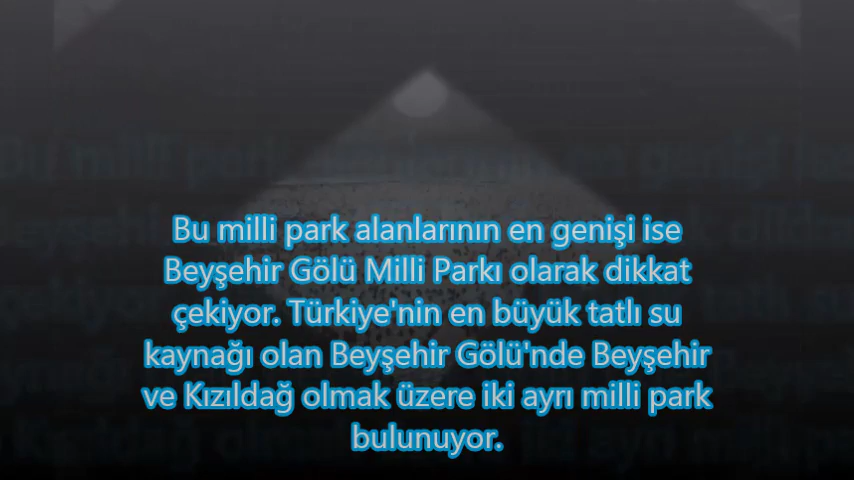 Bu milli park alanlarının en genişi ise
Beyşehir Gölü Milli Parkı olarak dikkat
çekiyor. Türkiye'nin en büyük tatlı su
kaynağı olan Beyşehir Gölü'nde Beyşehir
ve Kızıldağ olmak üzere iki ayrı milli park
bulunuyor.